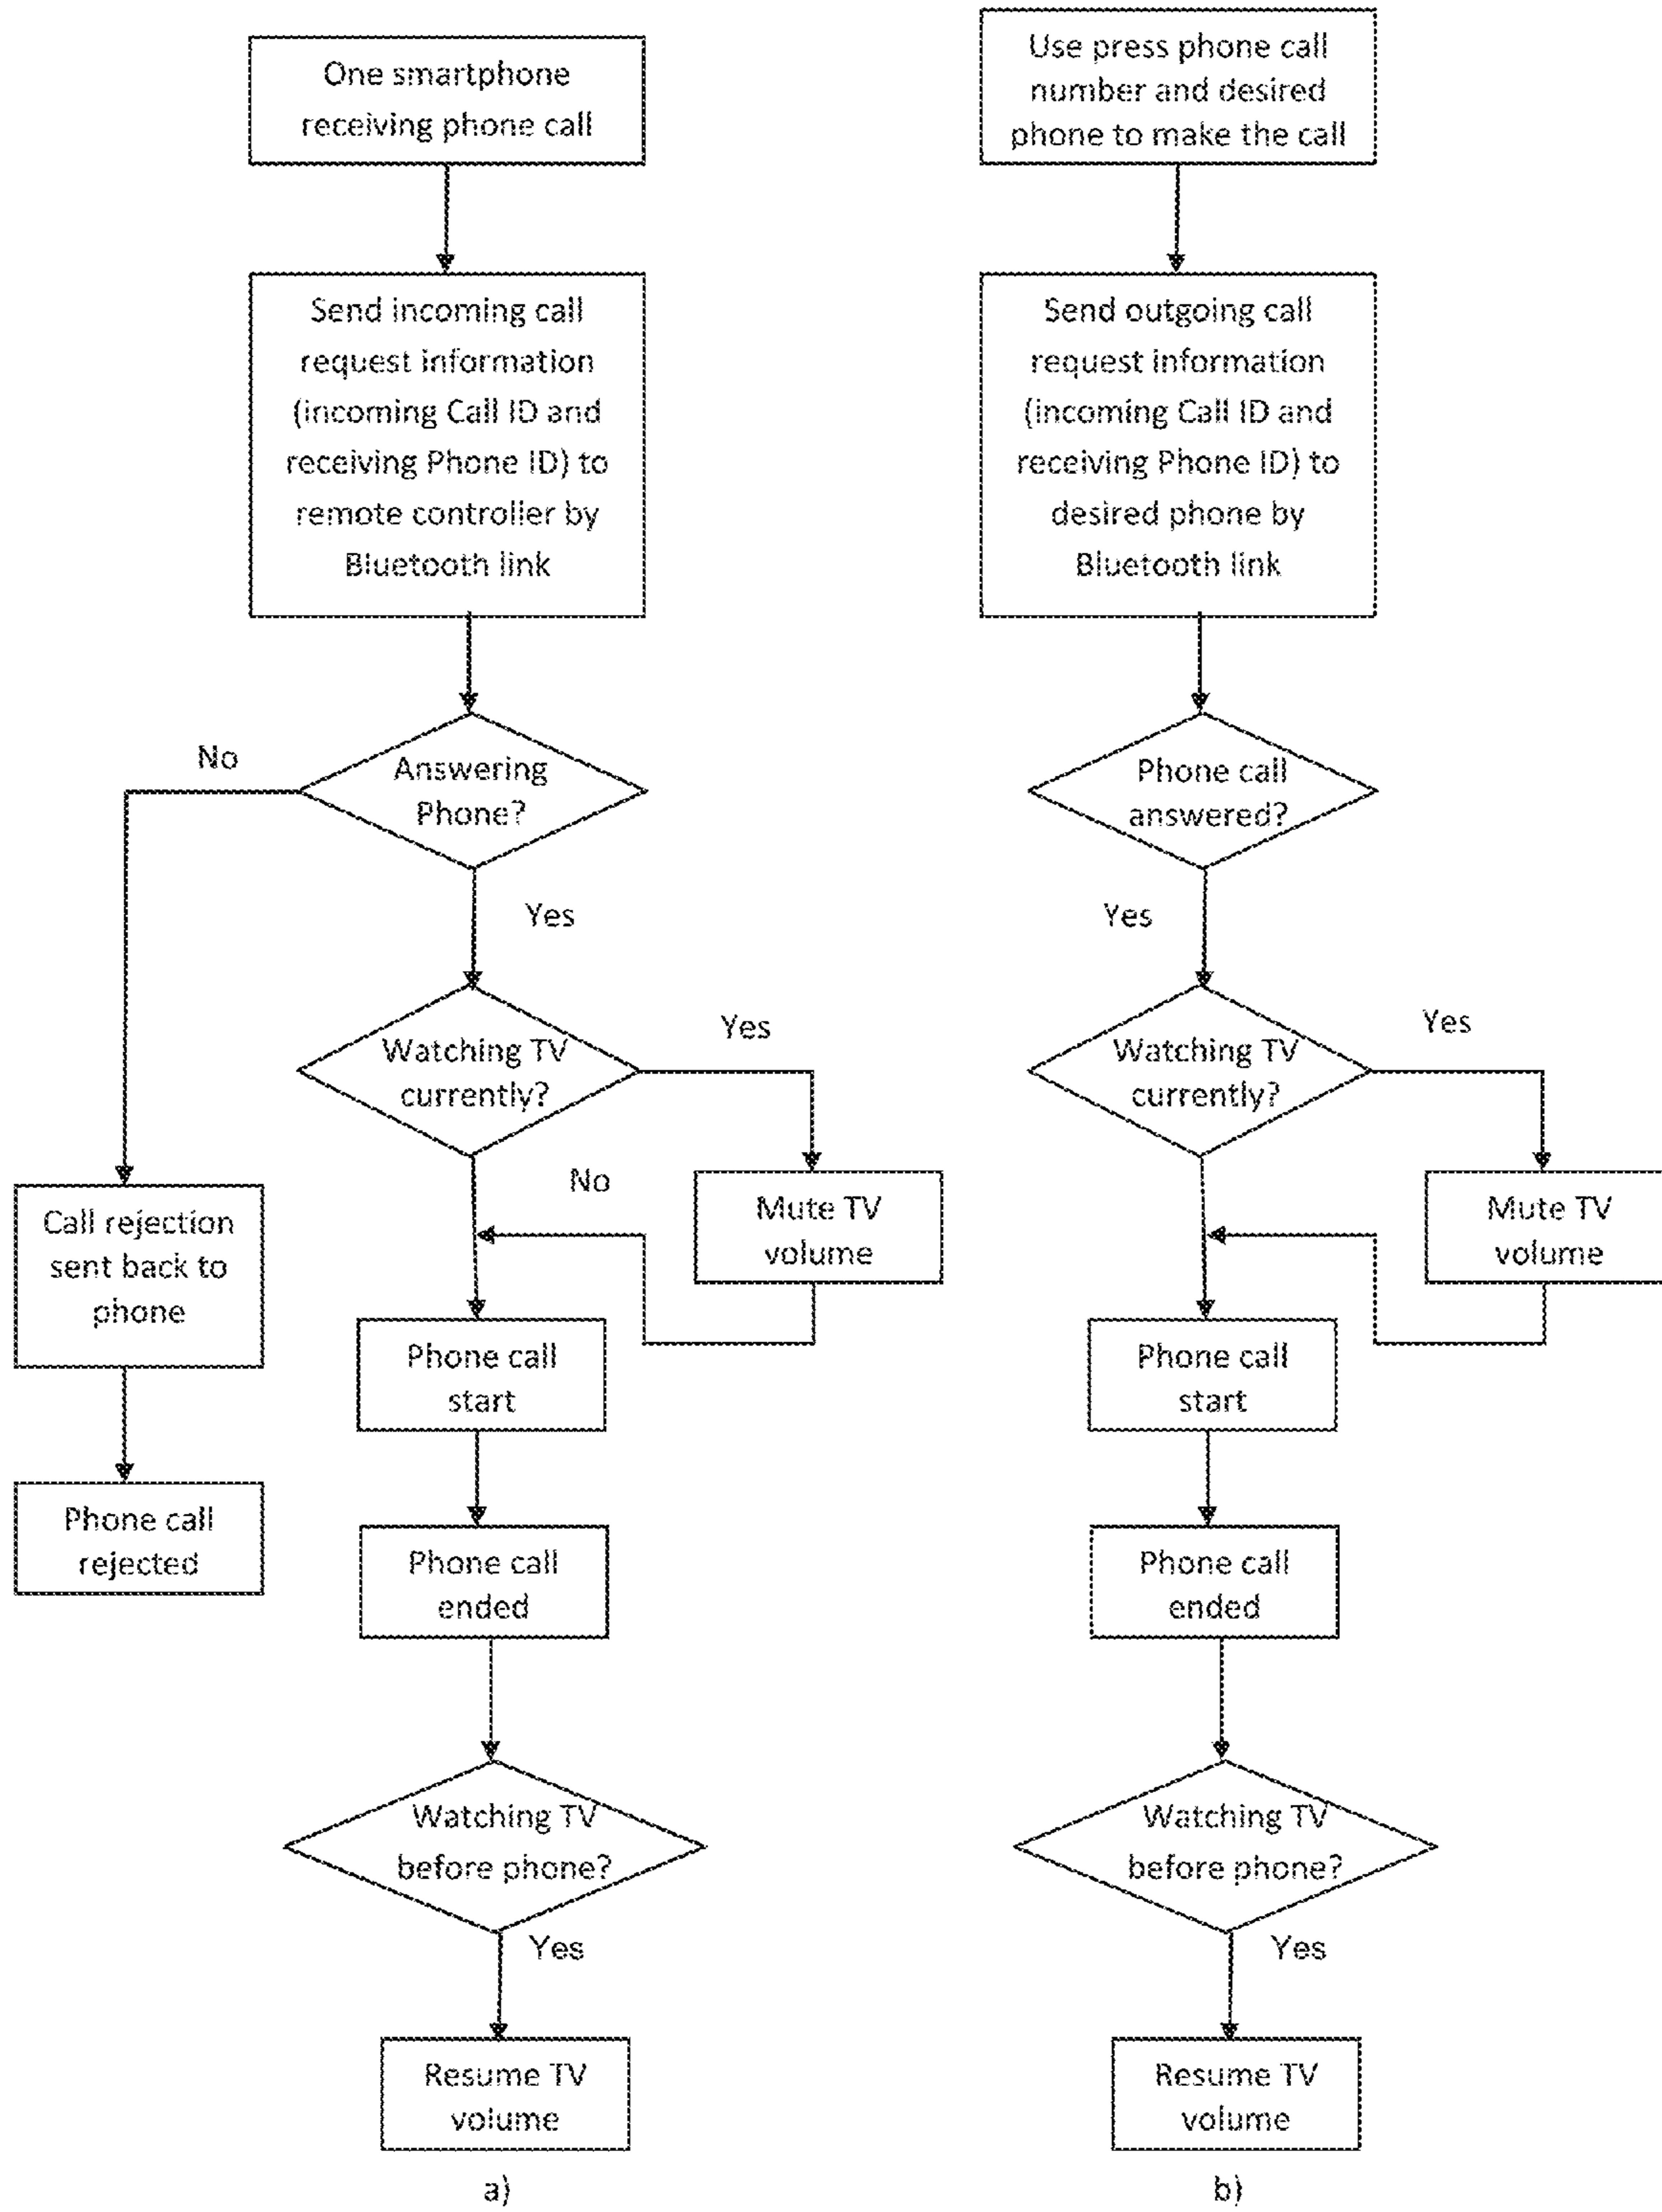 One smartphone
receiving phone call
Send incoming call
request information
(incoming Call ID and
receiving Phone ID) to
remote controller by
Bluetooth link
No
Answering
Phone?
Yes
Watching TV
currently?
Yes
No
Mute TV
volume
Call rejection
sent back to
phone
Phone call
rejected
Phone call
start
Phone call
ended
Watching TV
before phone?
Yes
Resume TV
volume
a)
Use press phone call
number and desired
phone to make the call
Send outgoing call
request information
(incoming Call ID and
receiving Phone ID) to
desired phone by
Bluetooth link
Phone call
answered?
Yes
Watching TV
currently?
Yes
Mute TV
volume
Phone call
start
Phone call
ended
Watching TV
before phone?
Yes
Resume TV
volume
b)